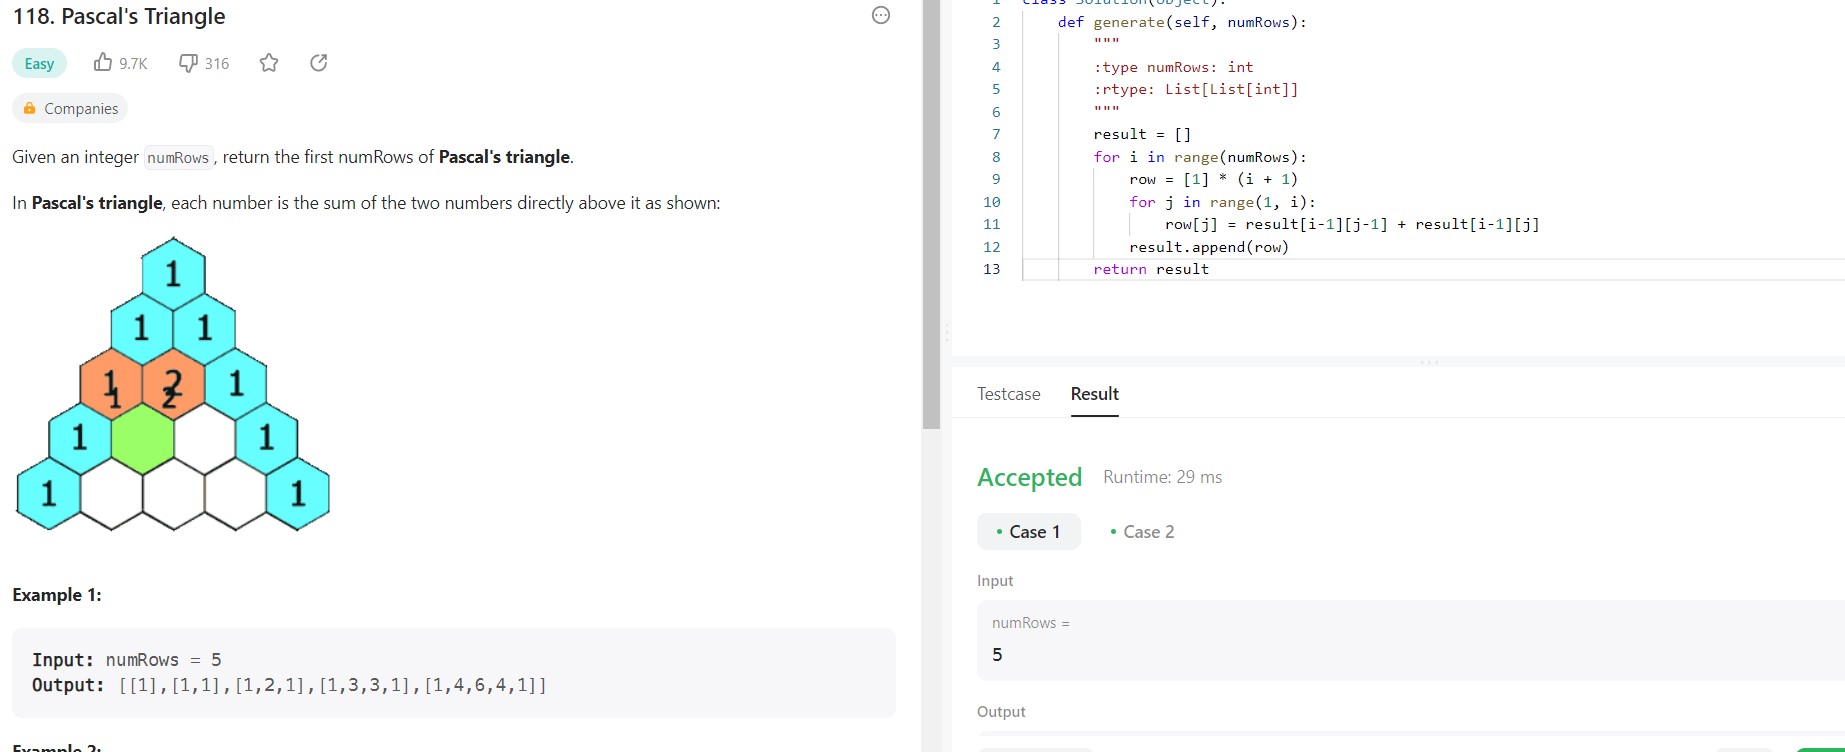 118. Pascal's Triangle
Easy
9.7K
316
Companies
Given an integer numRows, return the first numRows of Pascal's triangle.
In Pascal's triangle, each number is the sum of the two numbers directly above it as shown:
1
1 1
1 2 1
1 2
1 1
1 1
Example 1:
Input: numRows = 5
Output: [[1],[1,1],[1,2,1],[1,3,3,1],[1,4,6,4,1]]
Example 2:
1 class Solution(object):
2 def generate(self, numRows):
3 """
4 :type numRows: int
5 :rtype: List[List[int]]
6 """
7 result = []
8 for i in range(numRows):
9 row = [1] * (i + 1)
10 for j in range(1, i):
11 row[j] = result[i-1][j-1] + result[i-1][j]
12 result.append(row)
13 return result
Testcase Result
Accepted Runtime: 29 ms
• Case 1 • Case 2
Input
numRows =
5
Output